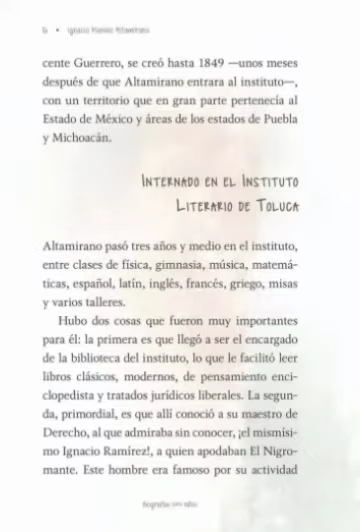 • Ignacio Manuel Altamirano
cente Guerrero, se creó hasta 1849 —unos meses
después de que Altamirano entrara al instituto—,
con un territorio que en gran parte pertenecía al
Estado de México y áreas de los estados de Puebla
y Michoacán.
Internado en el Instituto
Literario de Toluca
Altamirano pasó tres años y medio en el instituto,
entre clases de física, gimnasia, música, matemá-
ticas, español, latín, inglés, francés, griego, misas
y varios talleres.
Hubo dos cosas que fueron muy importantes
para él: la primera es que llegó a ser el encargado
de la biblioteca del instituto, lo que le facilitó leer
libros clásicos, modernos, de pensamiento enci-
clopedista y tratados jurídicos liberales. La segun-
da, primordial, es que allí conoció a su maestro de
Derecho, al que admiraba sin conocer, ¡el mismísi-
mo Ignacio Ramírez!, a quien apodaban El Nigro-
mante. Este hombre era famoso por su actividad
Biografías para niños